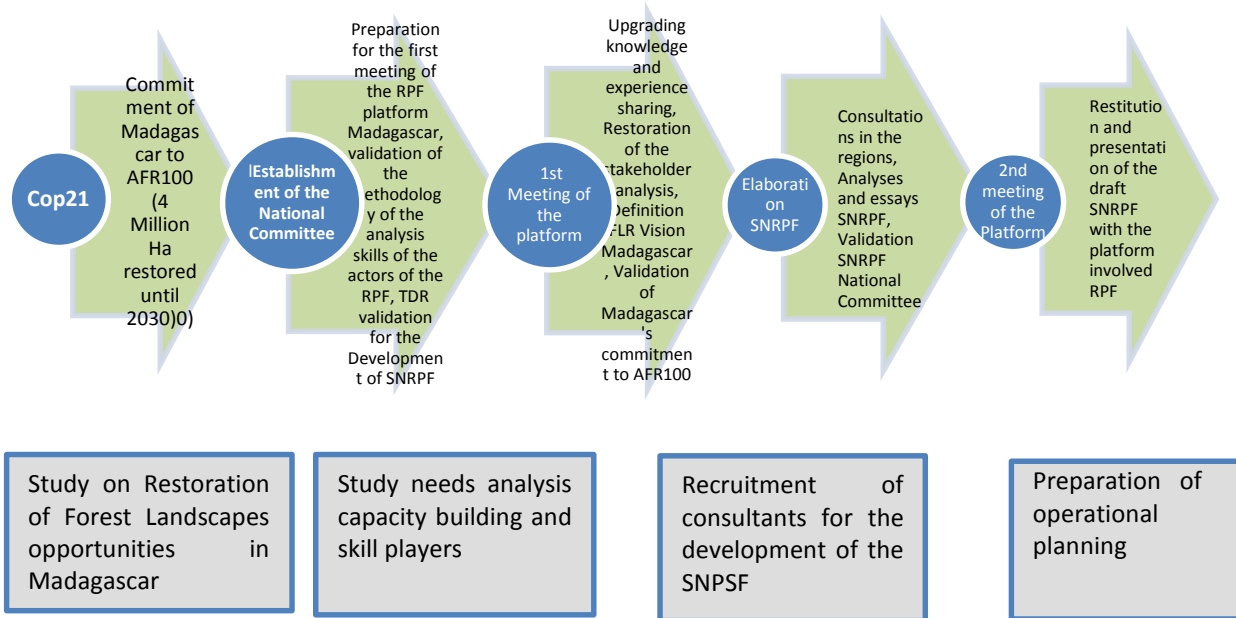 Cop21
Commit
ment of
Madagas
car to
AFR100
(4
Million
Ha
restored
until
2030)0)
lEstablishm
ent of the
National
Committee
Preparation
for the first
meeting of
the RPF
platform
Madagascar,
validation of
the
ethodolog
y of the
analysis
skills of the
actors of the
RPF, TDR
validation
for the
Developmen
t of SNRPF
1st
Meeting of
the
platform
Upgrading
knowledge
and
experience
sharing,
Restoration
of the
stakeholder
analysis,
Definition
FLR Vision
Madagascar
, Validation
of
Madagascar
's
commitmen
t to AFR100
Elaborati
on
SNRPF
Consultatio
ns in the
regions,
Analyses
and essays
SNRPF,
Validation
SNRPF
National
Committee
2nd
meeting
of the
Platform
Restitutio
n and
presentati
on of the
draft
SNRPF
with the
platform
involved
RPF
Study on Restoration
of Forest Landscapes
opportunities in
Madagascar
Study needs analysis
capacity building and
skill players
Recruitment of
consultants for the
development of the
SNPSF
Preparation of
operational
planning